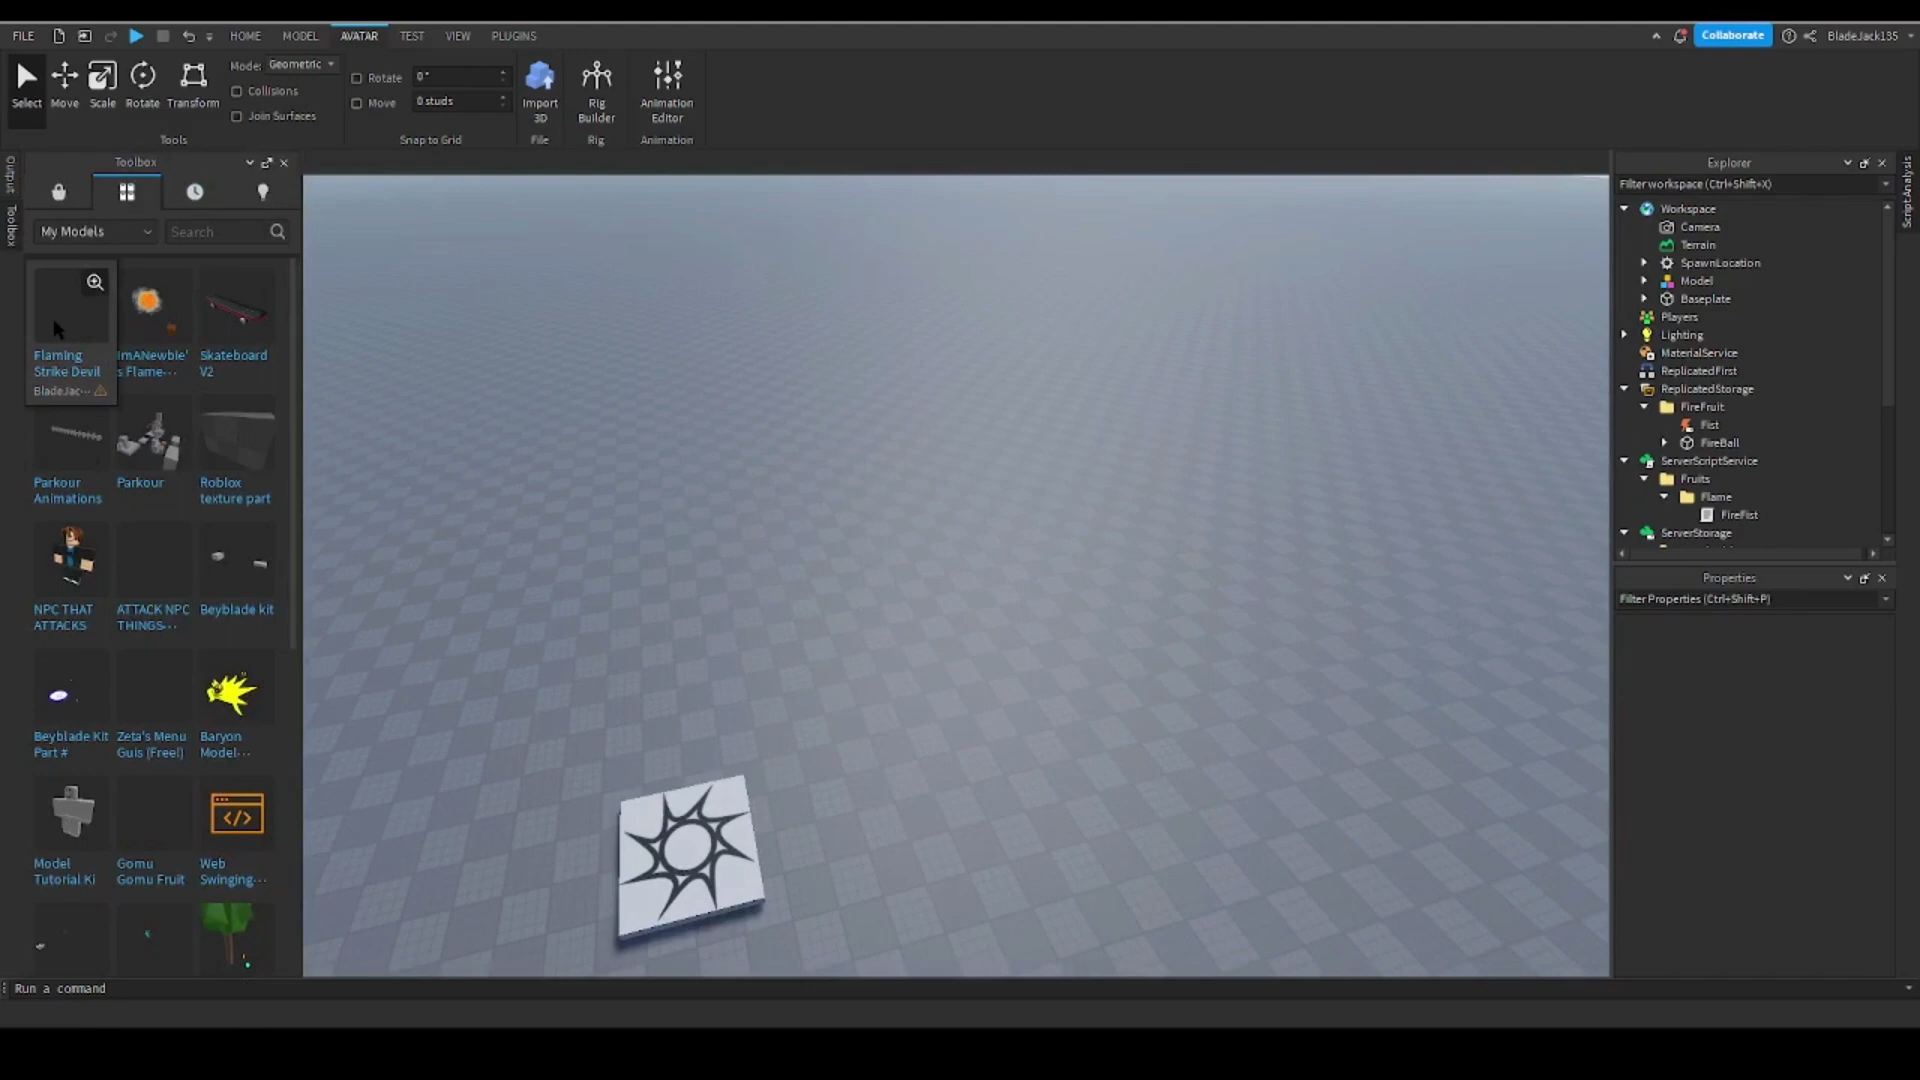 FILE HOME MODEL AVATAR TEST VIEW PLUGINS Collaborate BladeJack135
Mode: Geometric
Collisions
Join Surfaces
Select Move Scale Rotate Transform
Tools
Rotate 0°
Move 0 studs
Snap to Grid
Import
3D
File
Rig
Builder
Rig
Animation
Editor
Animation
Output
Toolbox
Toolbox
My Models Search
Flaming
Strike Devil
BladeJac···
ImANewbie'
s Flame···
Skateboard
V2
Parkour
Animations
Parkour
Roblox
texture part
NPC THAT
ATTACKS
ATTACK NPC
THINGS···
Beyblade kit
Beyblade Kit
Part #
Zeta's Menu
Guis (Free!)
Baryon
Model···
Model
Tutorial Ki
Gomu
Gomu Fruit
Web
Swinging···
Run a command
Explorer
Filter workspace (Ctrl+Shift+X)
Workspace
Camera
Terrain
SpawnLocation
Model
Baseplate
Players
Lighting
MaterialService
ReplicatedFirst
ReplicatedStorage
FireFruit
Fist
FireBall
ServerScriptService
Fruits
Flame
FireFist
ServerStorage
Properties
Filter Properties (Ctrl+Shift+P)
Script Analysis